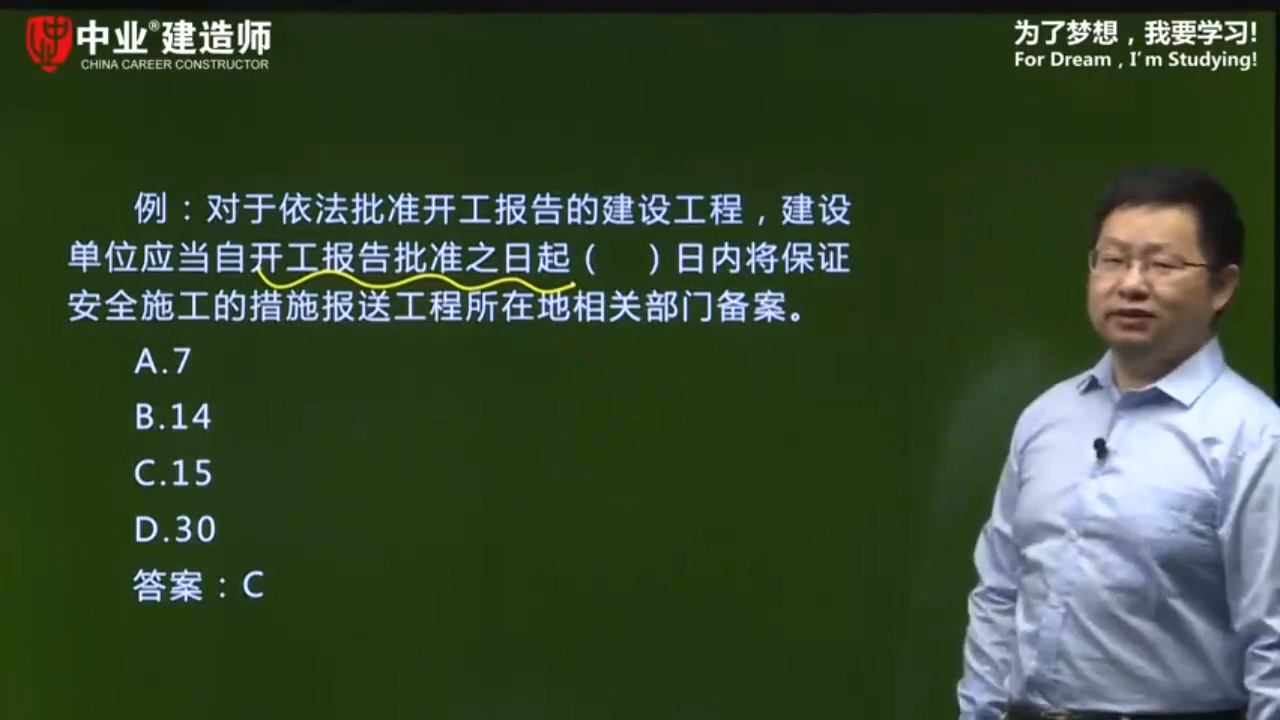 中业®建造师
CHINA CAREER CONSTRUCTOR
为了梦想，我要学习!
For Dream , I'm Studying!
例：对于依法批准开工报告的建设工程，建设
单位应当自开工报告批准之日起（ ）日内将保证
安全施工的措施报送工程所在地相关部门备案。
A.7
B.14
C.15
D.30
答案：C